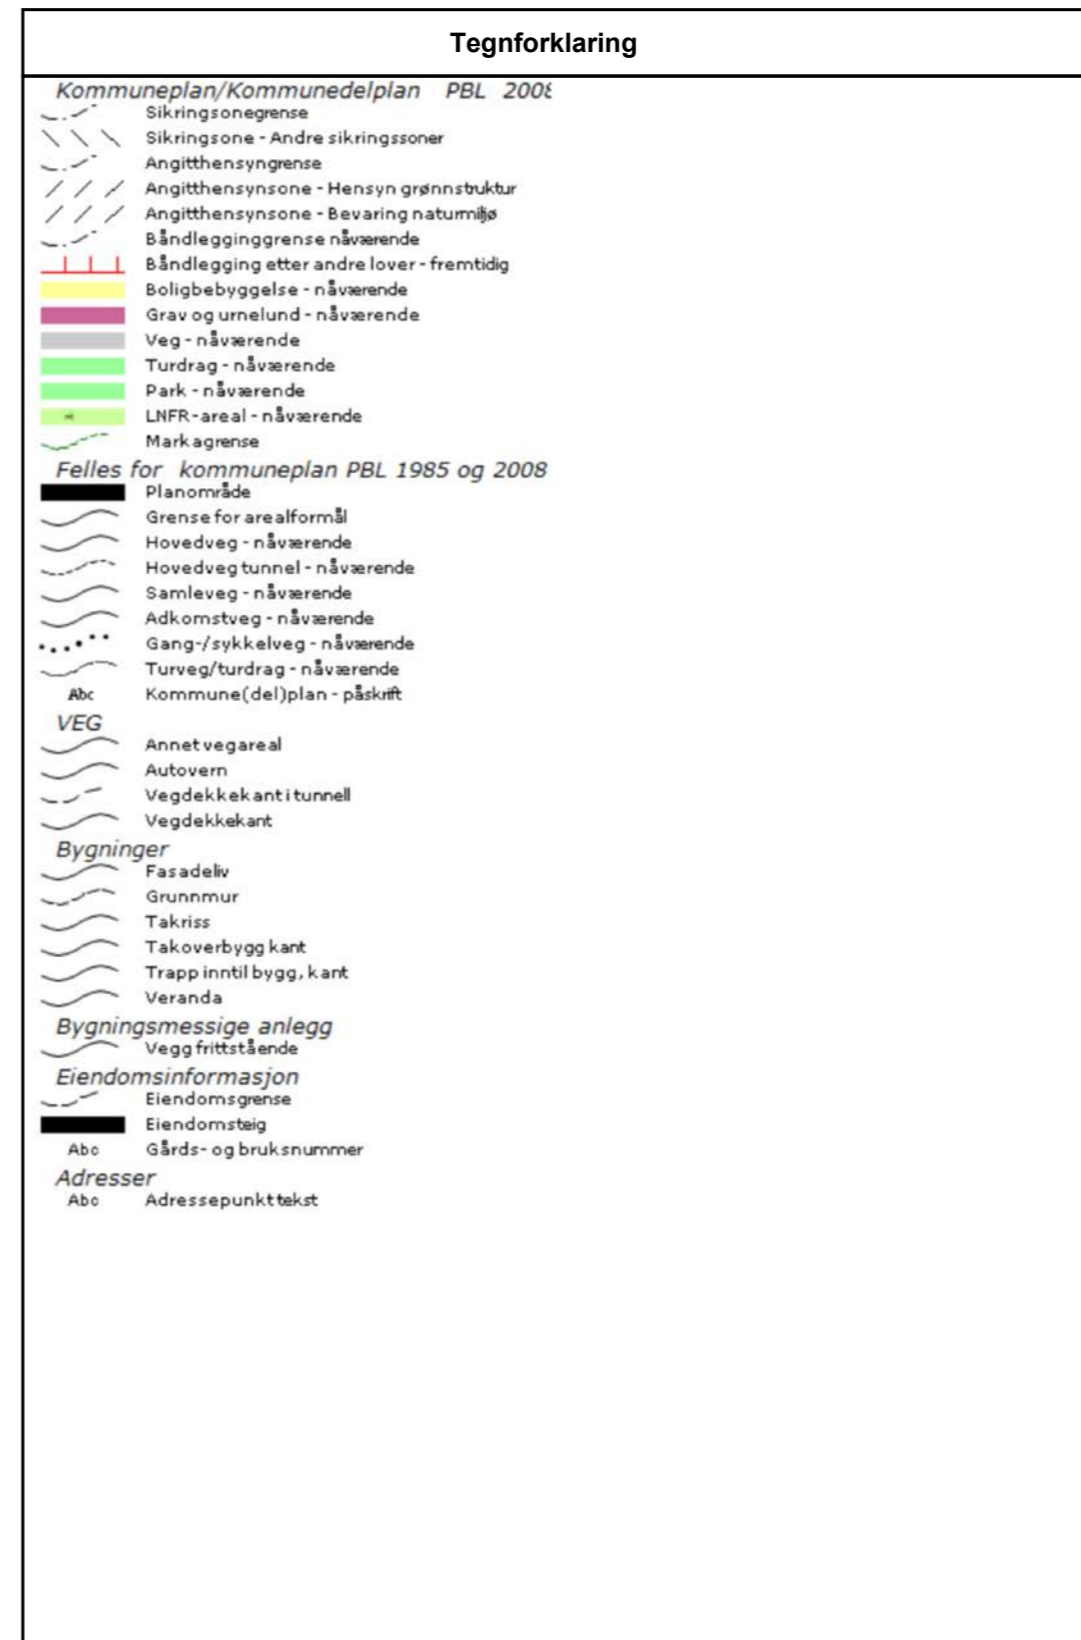 Tegnforklaring
Kommuneplan/Kommunedelplan PBL 2008
Sikringsonegrense
Sikringsone - Andre sikringssoner
Angitthensyngrense
Angitthensynsone - Hensyn grønnstruktur
Angitthensynsone - Bevaring naturmiljø
Båndlegginggrense nåværende
Båndlegging etter andre lover - fremtidig
Boligbebyggelse - nåværende
Grav og urnelund - nåværende
Veg - nåværende
Turdrag - nåværende
Park - nåværende
LNFR-areal - nåværende
Markagrense
Felles for kommuneplan PBL 1985 og 2008
Planområde
Grense for arealformål
Hovedveg - nåværende
Hovedveg tunnel - nåværende
Samleveg - nåværende
Adkomstveg - nåværende
Gang-/sykkelveg - nåværende
Turveg/turdrag - nåværende
Abc Kommune(del)plan - påskrift
VEG
Annet vegareal
Autovern
Vegdekkekant i tunnell
Vegdekkekant
Bygninger
Fasadeliv
Grunnmur
Takriss
Takoverbygg kant
Trapp inntil bygg, kant
Veranda
Bygningsmessige anlegg
Vegg frittstående
Eiendomsinformasjon
Eiendomsgrense
Eiendomsteig
Abc Gårds- og bruksnummer
Adresser
Abc Adressepunkt tekst